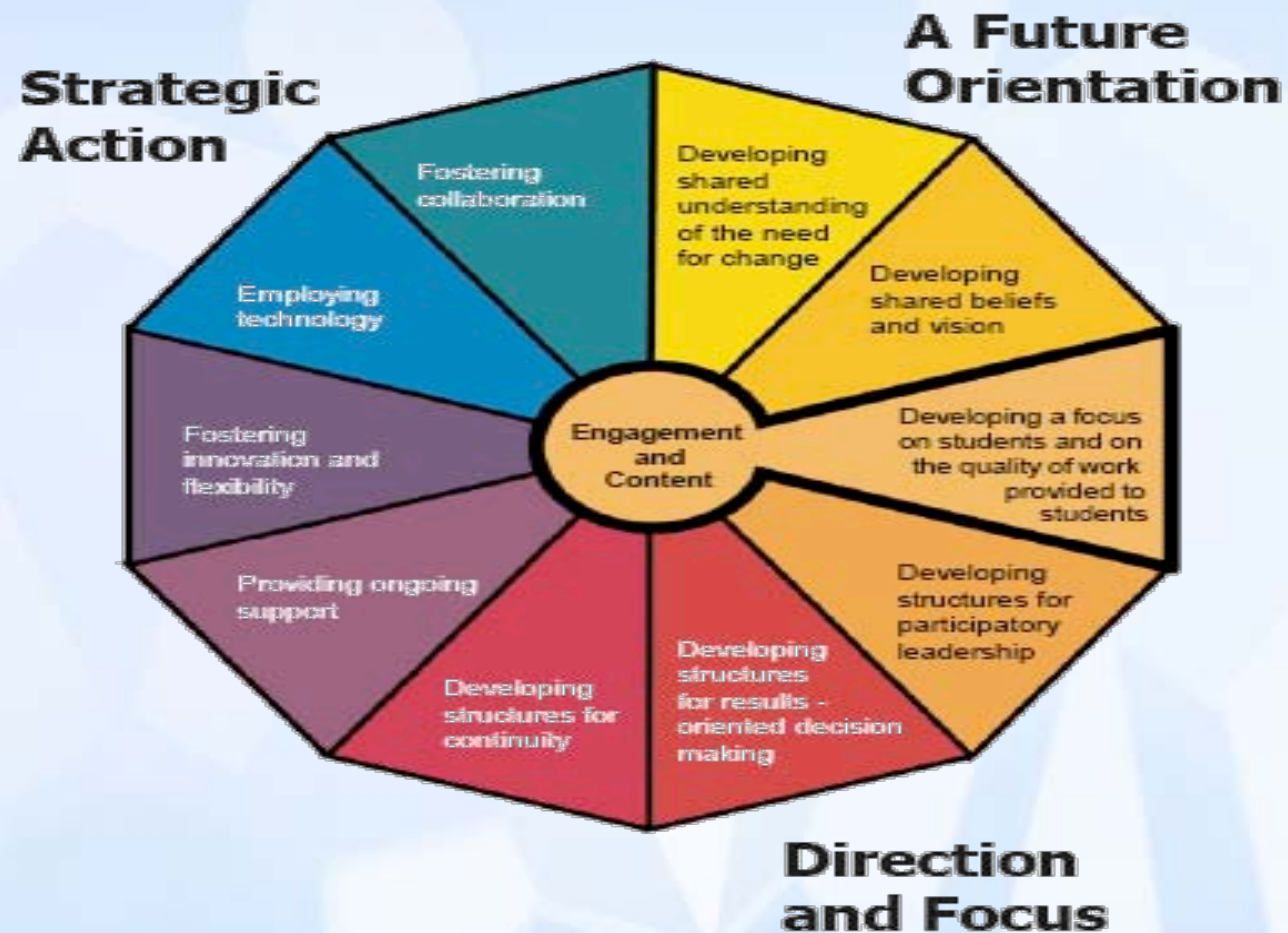 Strategic
Action
A Future
Orientation
Fostering
collaboration
Developing
shared
understanding
of the need
for change
Employing
technology
Developing
shared beliefs
and vision
Fostering
innovation and
flexibility
Engagement
and
Content
Developing a focus
on students and on
the quality of work
provided to
students
Providing ongoing
support
Developing
structures for
participatory
leadership
Developing
structures for
continuity
Developing
structures
for results -
oriented decision
making
Direction
and Focus